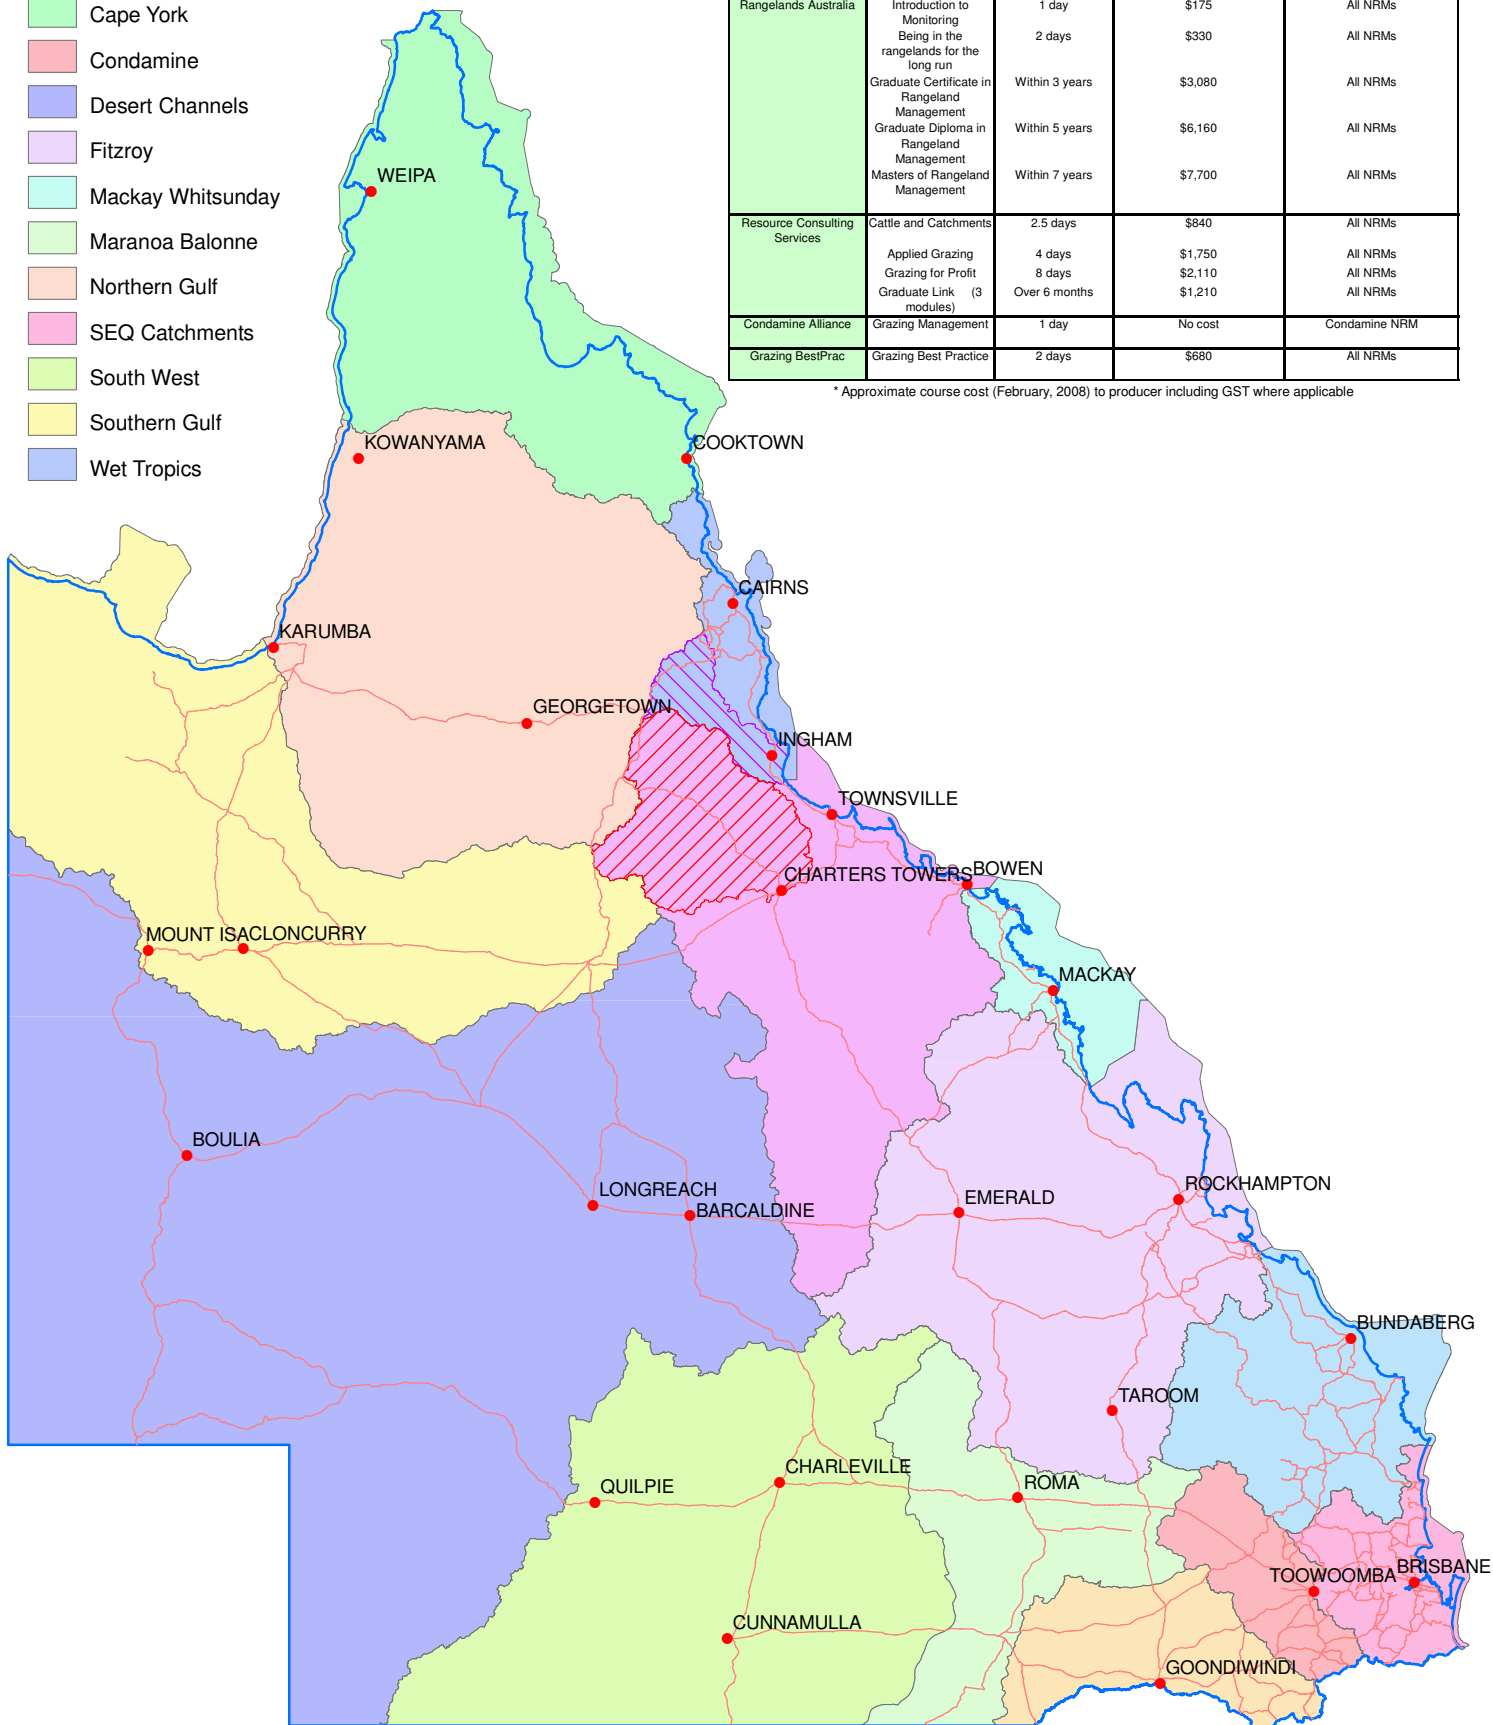 Cape York
Condamine
Desert Channels
Fitzroy
Mackay Whitsunday
Maranoa Balonne
Northern Gulf
SEQ Catchments
South West
Southern Gulf
Wet Tropics
Rangelands Australia Introduction to 1 day $175 All NRMs
Monitoring
Being in the 2 days $330 All NRMs
rangelands for the
long run
Graduate Certificate in Within 3 years $3,080 All NRMs
Rangeland
Management
Graduate Diploma in Within 5 years $6,160 All NRMs
Rangeland
Management
Masters of Rangeland Within 7 years $7,700 All NRMs
Management
Resource Consulting Cattle and Catchments 2.5 days $840 All NRMs
Services
Applied Grazing 4 days $1,750 All NRMs
Grazing for Profit 8 days $2,110 All NRMs
Graduate Link (3 Over 6 months $1,210 All NRMs
modules)
Condamine Alliance Grazing Management 1 day No cost Condamine NRM
Grazing BestPrac Grazing Best Practice 2 days $680 All NRMs
* Approximate course cost (February, 2008) to producer including GST where applicable
WEIPA
KOWANYAMA
COOKTOWN
CAIRNS
KARUMBA
GEORGETOWN
INGHAM
TOWNSVILLE
CHARTERS TOWERS
BOWEN
MOUNT ISA
CLONCURRY
MACKAY
BOULIA
LONGREACH
BARCALDINE
EMERALD
ROCKHAMPTON
BUNDABERG
TAROOM
QUILPIE
CHARLEVILLE
ROMA
TOOWOOMBA
BRISBANE
CUNNAMULLA
GOONDIWINDI